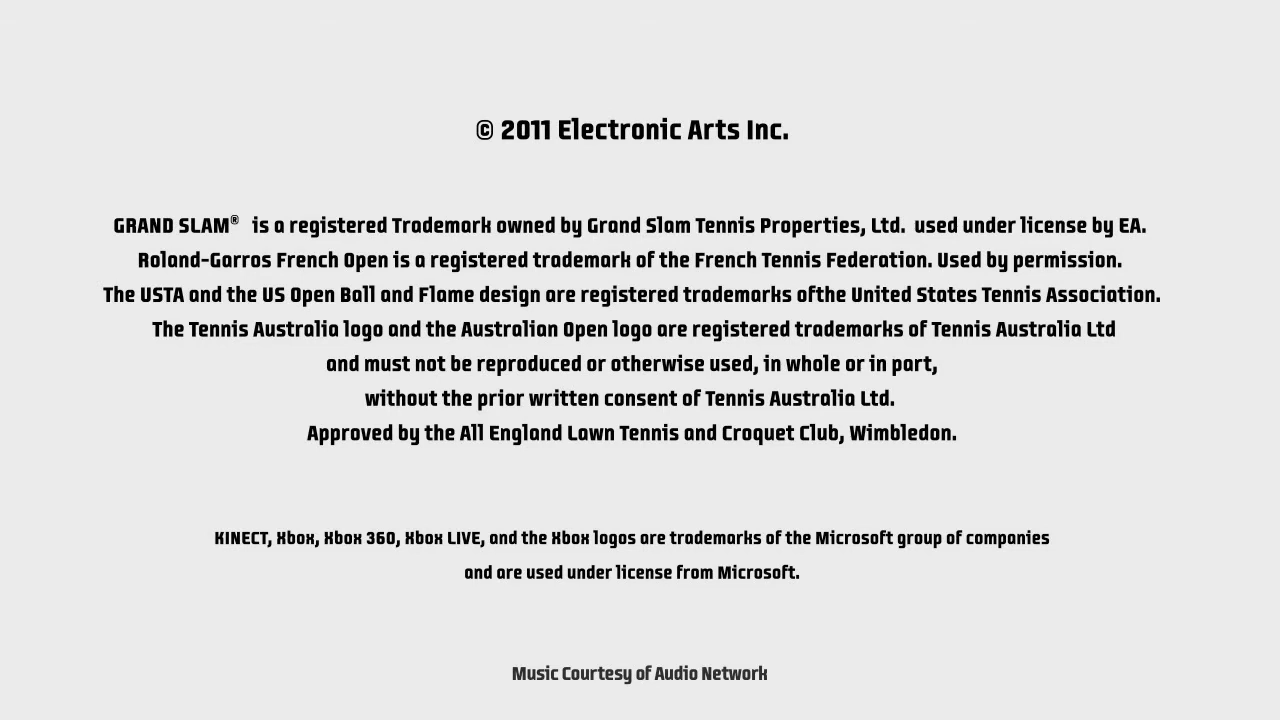 © 2011 Electronic Arts Inc.
GRAND SLAM® is a registered Trademark owned by Grand Slam Tennis Properties, Ltd. used under license by EA.
Roland-Garros French Open is a registered trademark of the French Tennis Federation. Used by permission.
The USTA and the US Open Ball and Flame design are registered trademarks ofthe United States Tennis Association.
The Tennis Australia logo and the Australian Open logo are registered trademarks of Tennis Australia Ltd
and must not be reproduced or otherwise used, in whole or in part,
without the prior written consent of Tennis Australia Ltd.
Approved by the All England Lawn Tennis and Croquet Club, Wimbledon.
KINECT, Xbox, Xbox 360, Xbox LIVE, and the Xbox logos are trademarks of the Microsoft group of companies
and are used under license from Microsoft.
Music Courtesy of Audio Network